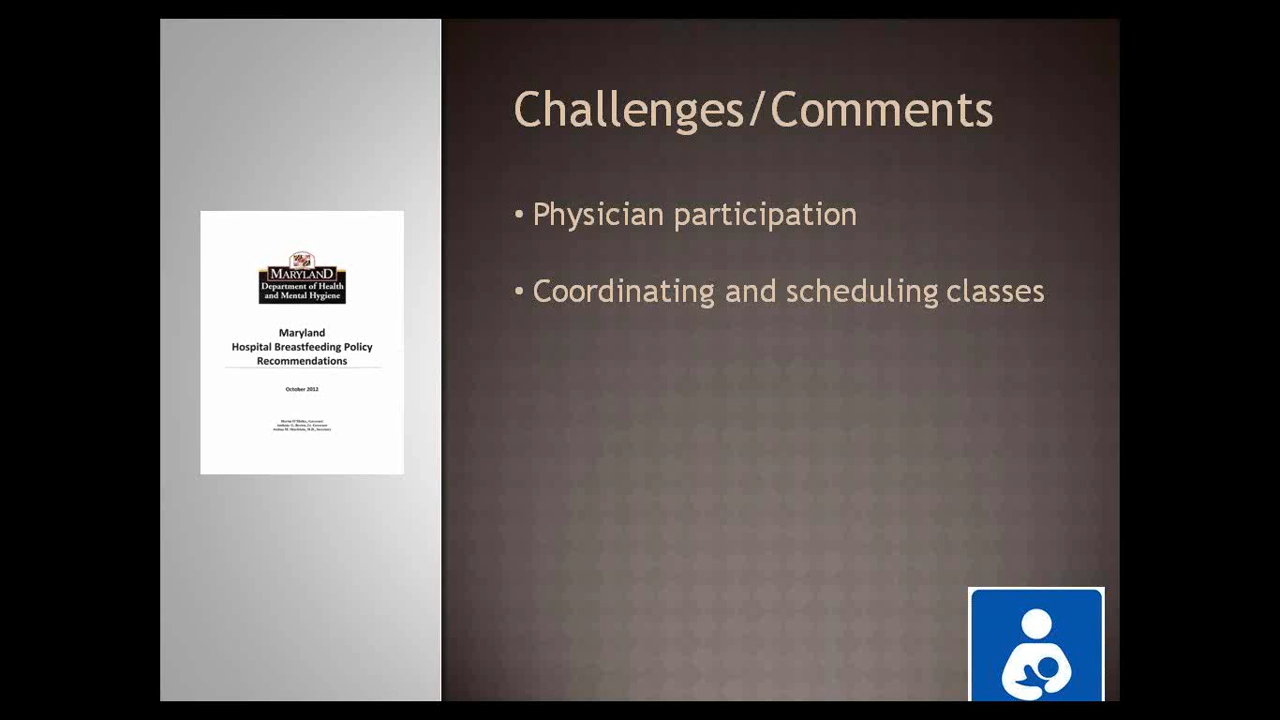 Challenges/Comments
• Physician participation
• Coordinating and scheduling classes
MARYLAND
Department of Health
and Mental Hygiene
Maryland
Hospital Breastfeeding Policy
Recommendations
October 2012